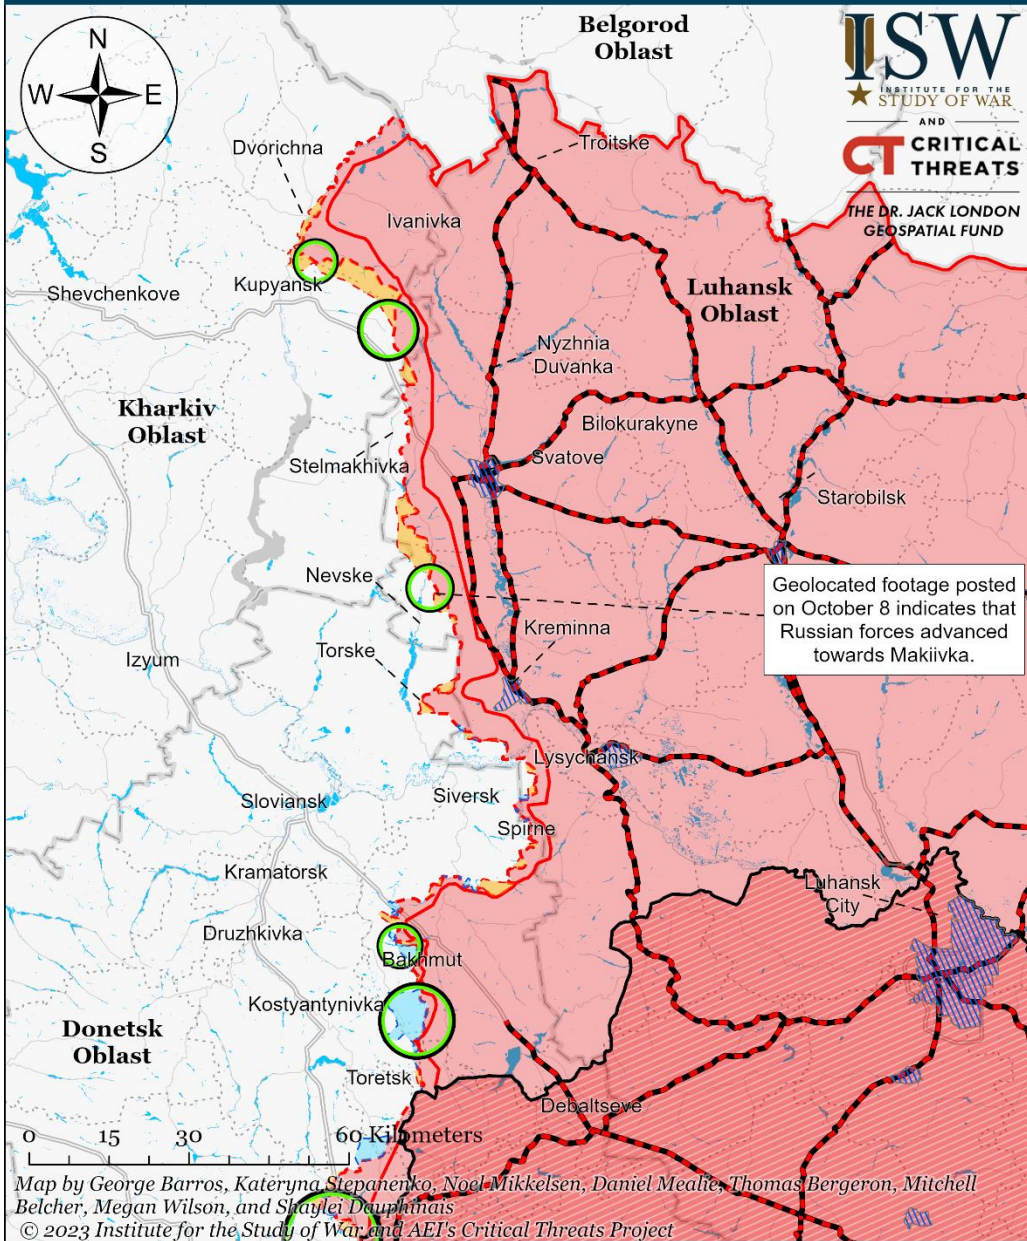 N
W
E
S
Belgorod
Oblast
ISW
INSTITUTE FOR THE
STUDY OF WAR
AND
CT CRITICAL
THREATS
THE DR. JACK LONDON
GEOSPATIAL FUND
Dvorichna
Troitske
Ivanivka
Kupyansk
Shevchenkove
Luhansk
Oblast
Nyzhnia
Duvanka
Kharkiv
Oblast
Bilokurakyne
Stelmakhivka
Svatove
Starobilsk
Nevske
Geolocated footage posted
on October 8 indicates that
Russian forces advanced
towards Makiivka.
Kreminna
Torske
Izyum
Lysychansk
Siversk
Sloviansk
Spirne
Kramatorsk
Luhansk
City
Druzhkivka
Bakhmut
Kostyantynivka
Donetsk
Oblast
Toretsk
Debaltseve
0 15 30 60 Kilometers
Map by George Barros, Kateryna Stepanenko, Noel Mikkelsen, Daniel Mealie, Thomas Bergeron, Mitchell
Belcher, Megan Wilson, and Shaylei Dauphinais
© 2023 Institute for the Study of War and AEI's Critical Threats Project